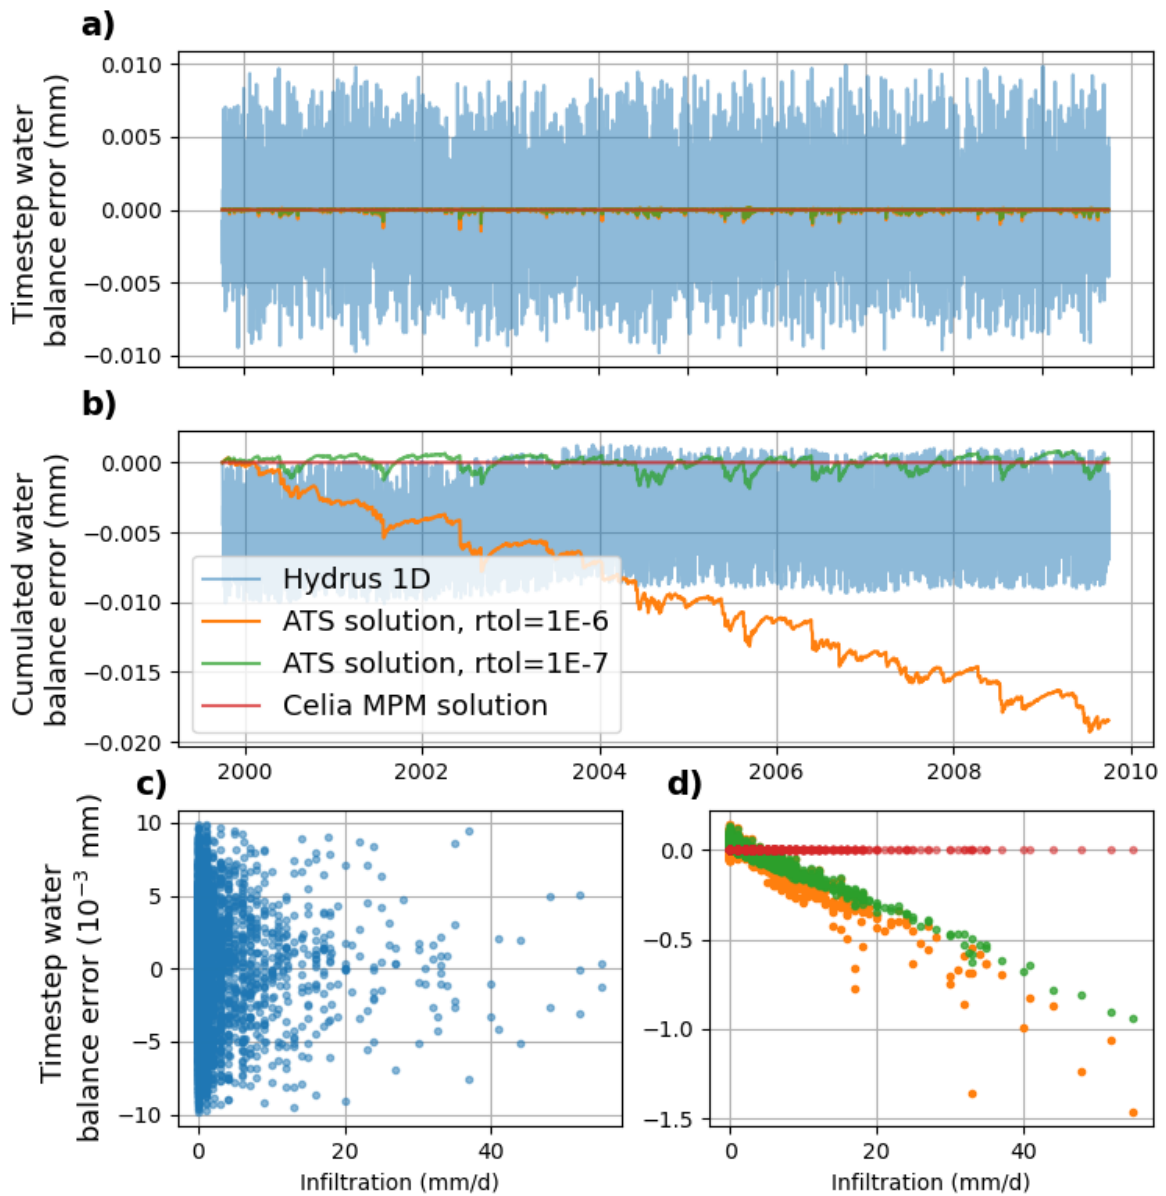 a)
Timestep water
balance error (mm)
0.010
0.005
0.000
−0.005
−0.010
b)
Cumulated water
balance error (mm)
0.000
−0.005
−0.010
−0.015
−0.020
Hydrus 1D
ATS solution, rtol=1E-6
ATS solution, rtol=1E-7
Celia MPM solution
2000 2002 2004 2006 2008 2010
c)
Timestep water
balance error (10⁻³ mm)
10
5
0
−5
−10
0 20 40
Infiltration (mm/d)
d)
0.0
−0.5
−1.0
−1.5
0 20 40
Infiltration (mm/d)